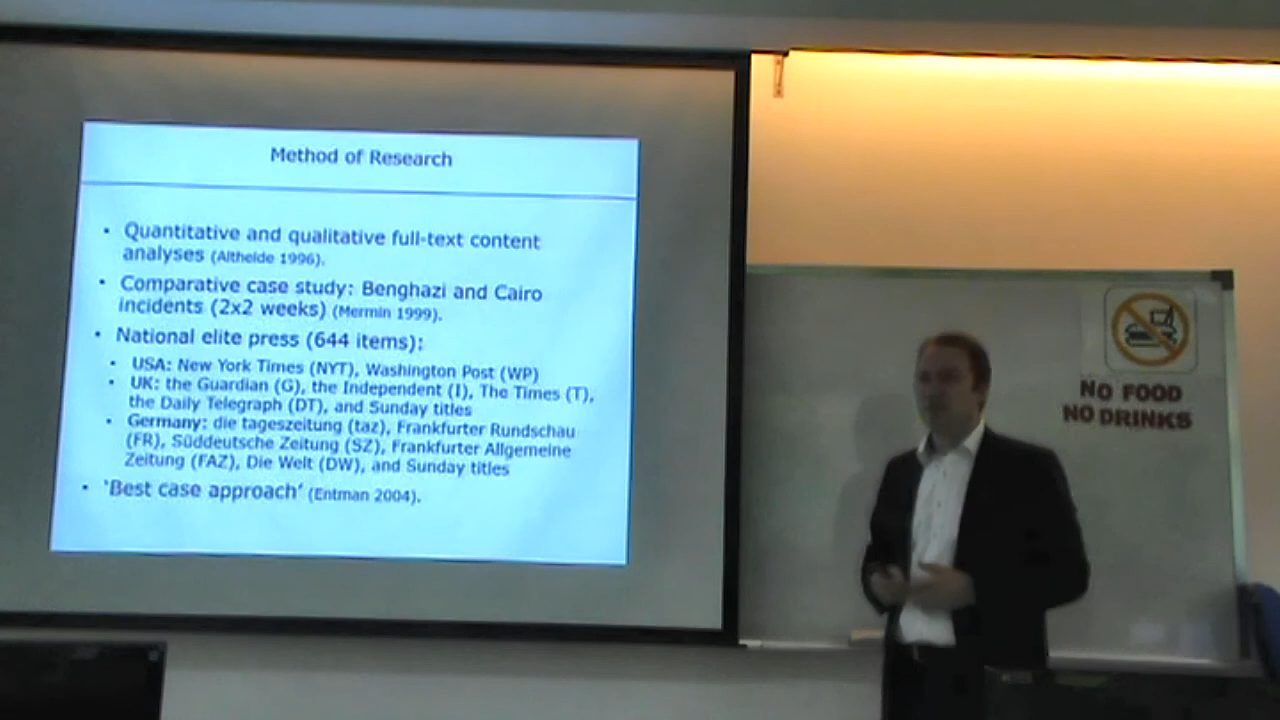 Method of Research
• Quantitative and qualitative full-text content
analyses (Altheide 1996).
• Comparative case study: Benghazi and Cairo
incidents (2x2 weeks) (Mermin 1999).
• National elite press (644 items):
• USA: New York Times (NYT), Washington Post (WP)
• UK: the Guardian (G), the Independent (I), The Times (T),
the Daily Telegraph (DT), and Sunday titles
• Germany: die tageszeitung (taz), Frankfurter Rundschau
(FR), Süddeutsche Zeitung (SZ), Frankfurter Allgemeine
Zeitung (FAZ), Die Welt (DW), and Sunday titles
• ‘Best case approach’ (Entman 2004).
NO FOOD
NO DRINKS